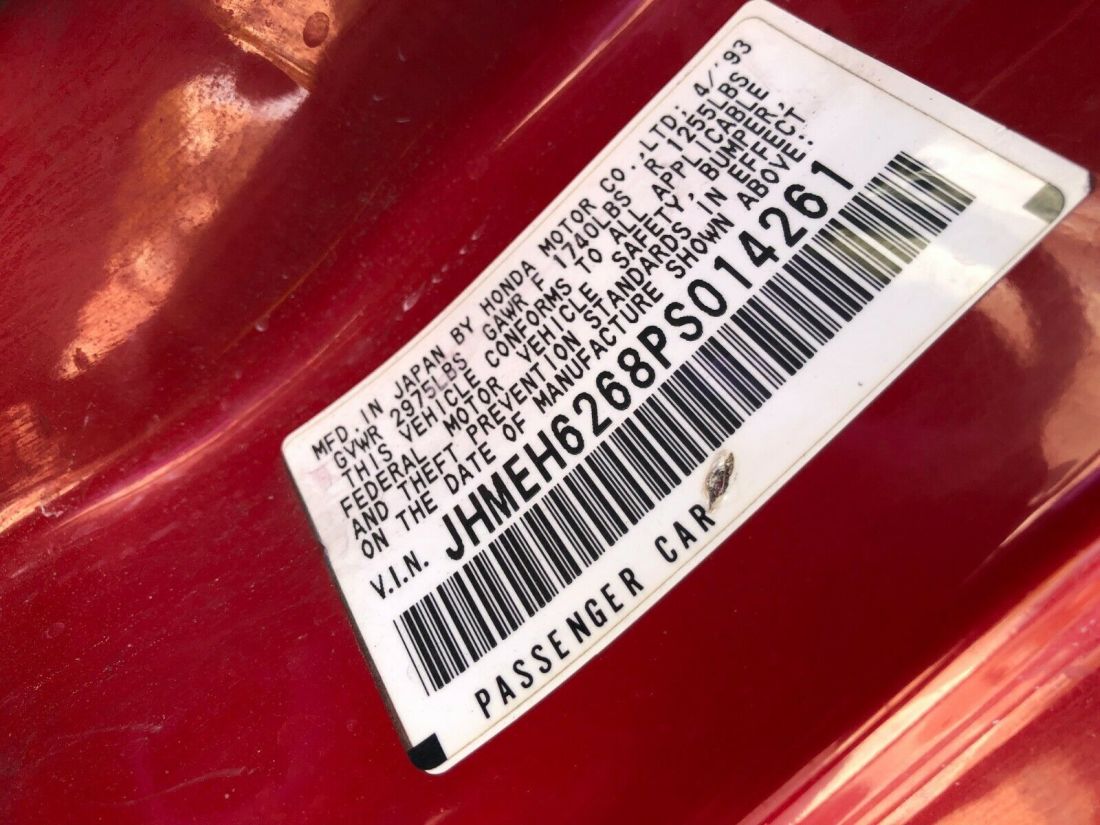 MFD. IN JAPAN BY HONDA MOTOR CO., LTD. 4/'93
GVWR 2975LBS GAWR F 1740LBS R 1255LBS
THIS VEHICLE CONFORMS TO ALL APPLICABLE
FEDERAL MOTOR VEHICLE SAFETY, BUMPER,
AND THEFT PREVENTION STANDARDS IN EFFECT
ON THE DATE OF MANUFACTURE SHOWN ABOVE.
V.I.N. JHMEH6268PS014261
PASSENGER CAR